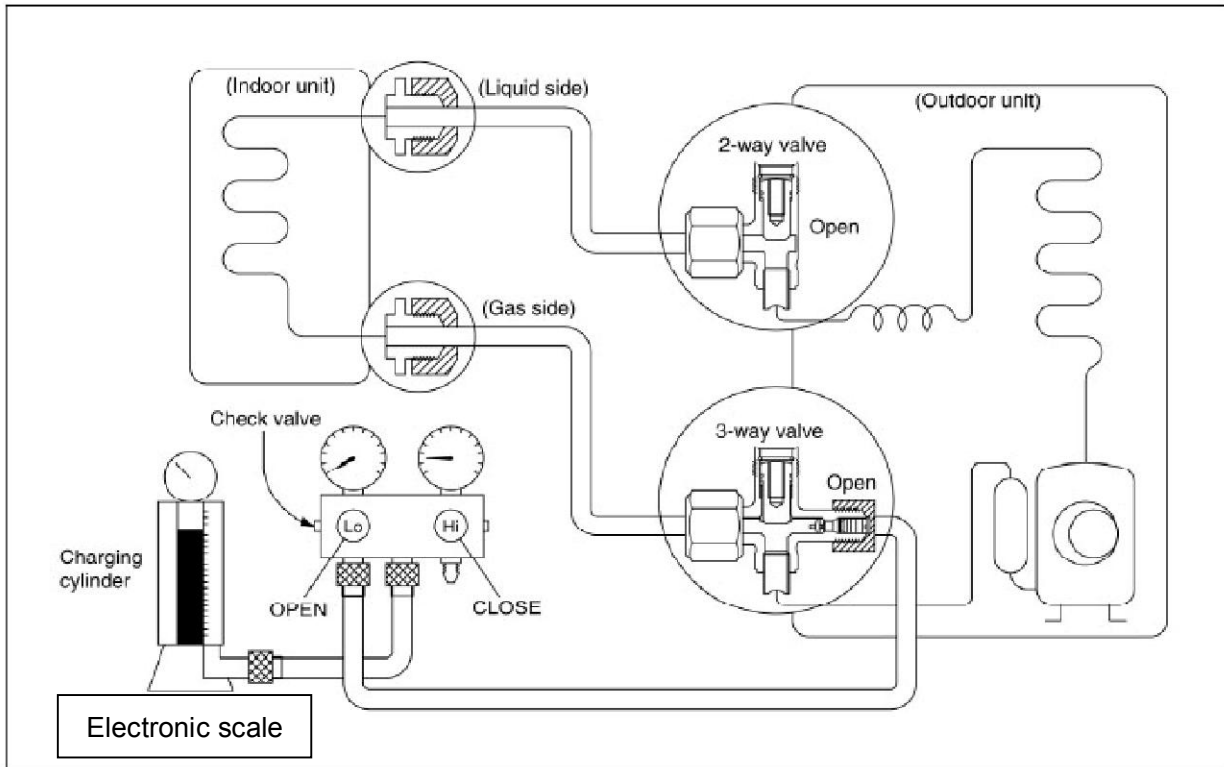 (Indoor unit)
(Liquid side)
(Outdoor unit)
2-way valve
Open
(Gas side)
3-way valve
Open
Check valve
Lo
Hi
Charging
cylinder
OPEN
CLOSE
Electronic scale